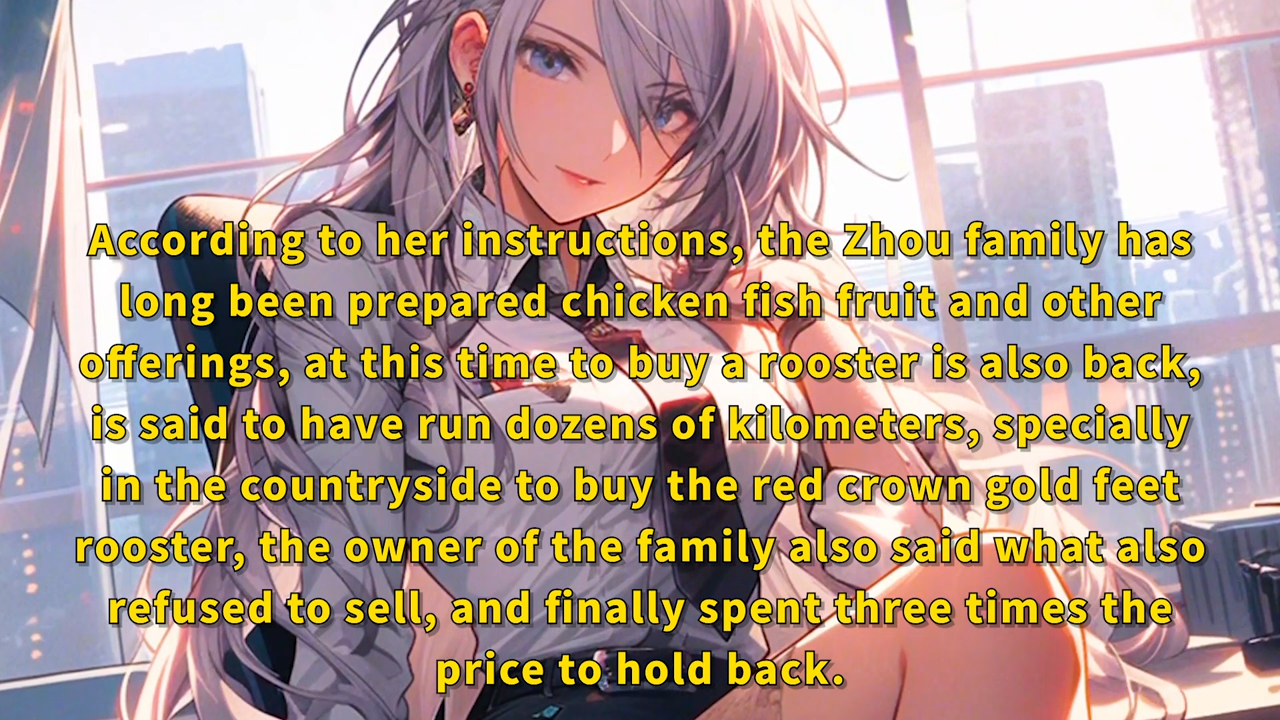 According to her instructions, the Zhou family has
long been prepared chicken fish fruit and other
offerings, at this time to buy a rooster is also back,
is said to have run dozens of kilometers, specially
in the countryside to buy the red crown gold feet
rooster, the owner of the family also said what also
refused to sell, and finally spent three times the
price to hold back.